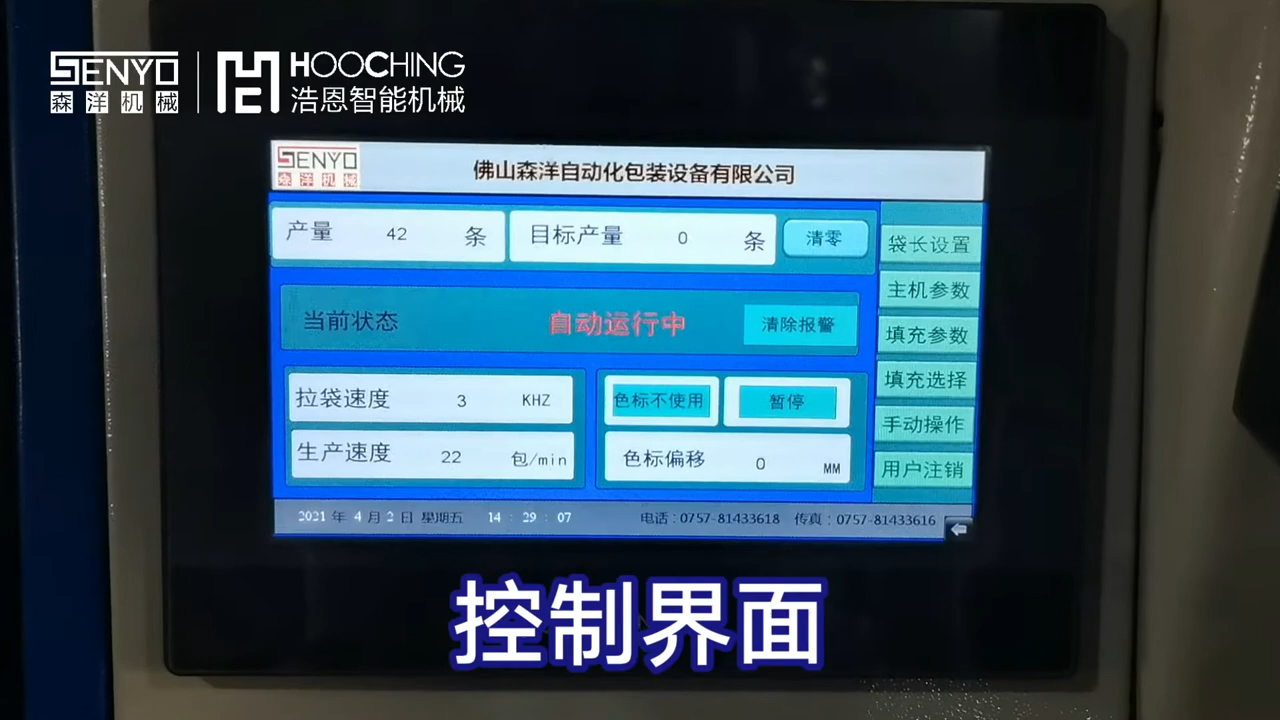 SENYO
森洋机械
HOOCHING
浩恩智能机械
SENYO
森洋机械
佛山森洋自动化包装设备有限公司
产量 42 条 目标产量 0 条 清零
袋长设置
主机参数
当前状态 自动运行中 清除报警
填充参数
填充选择
拉袋速度 3 KHZ 色标不使用 暂停
手动操作
生产速度 22 包/min 色标偏移 0 MM
用户注销
2021 年 4 月 2 日 星期五 14 : 29 : 07 电话：0757-81433618 传真：0757-81433616
控制界面